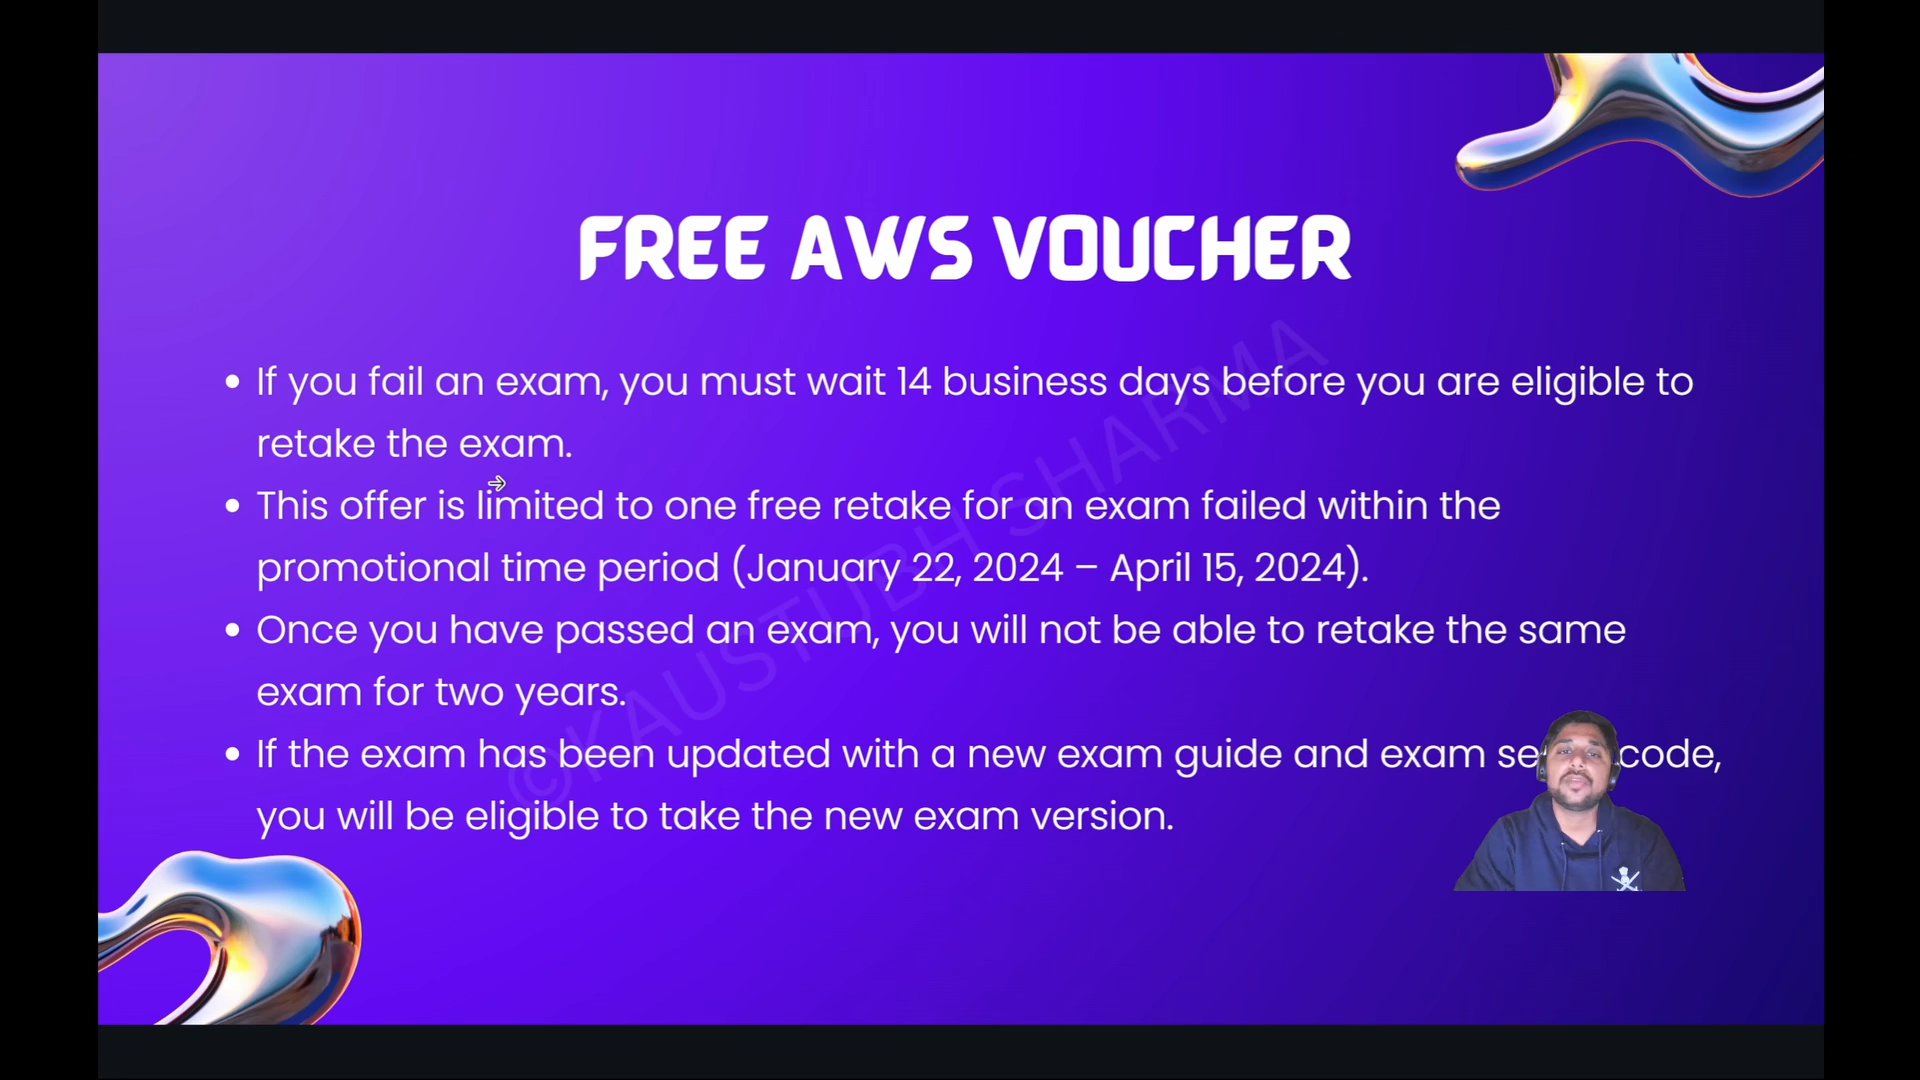 FREE AWS VOUCHER
• If you fail an exam, you must wait 14 business days before you are eligible to
retake the exam.
• This offer is limited to one free retake for an exam failed within the
promotional time period (January 22, 2024 – April 15, 2024).
• Once you have passed an exam, you will not be able to retake the same
exam for two years.
• If the exam has been updated with a new exam guide and exam code,
you will be eligible to take the new exam version.
©KAUSTUBH SHARMA